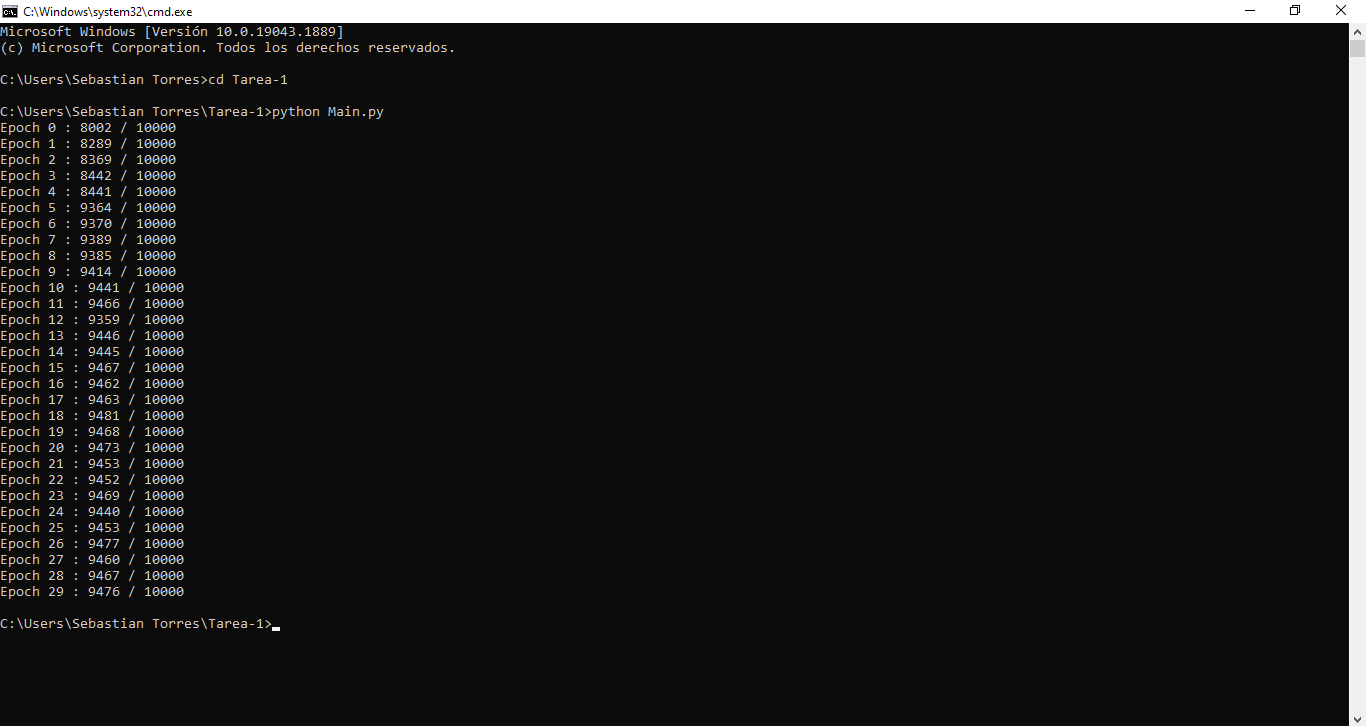 C:\Windows\system32\cmd.exe
Microsoft Windows [Versión 10.0.19043.1889]
(c) Microsoft Corporation. Todos los derechos reservados.
C:\Users\Sebastian Torres>cd Tarea-1
C:\Users\Sebastian Torres\Tarea-1>python Main.py
Epoch 0 : 8002 / 10000
Epoch 1 : 8289 / 10000
Epoch 2 : 8369 / 10000
Epoch 3 : 8442 / 10000
Epoch 4 : 8441 / 10000
Epoch 5 : 9364 / 10000
Epoch 6 : 9370 / 10000
Epoch 7 : 9389 / 10000
Epoch 8 : 9385 / 10000
Epoch 9 : 9414 / 10000
Epoch 10 : 9441 / 10000
Epoch 11 : 9466 / 10000
Epoch 12 : 9359 / 10000
Epoch 13 : 9446 / 10000
Epoch 14 : 9445 / 10000
Epoch 15 : 9467 / 10000
Epoch 16 : 9462 / 10000
Epoch 17 : 9463 / 10000
Epoch 18 : 9481 / 10000
Epoch 19 : 9468 / 10000
Epoch 20 : 9473 / 10000
Epoch 21 : 9453 / 10000
Epoch 22 : 9452 / 10000
Epoch 23 : 9469 / 10000
Epoch 24 : 9440 / 10000
Epoch 25 : 9453 / 10000
Epoch 26 : 9477 / 10000
Epoch 27 : 9460 / 10000
Epoch 28 : 9467 / 10000
Epoch 29 : 9476 / 10000
C:\Users\Sebastian Torres\Tarea-1>